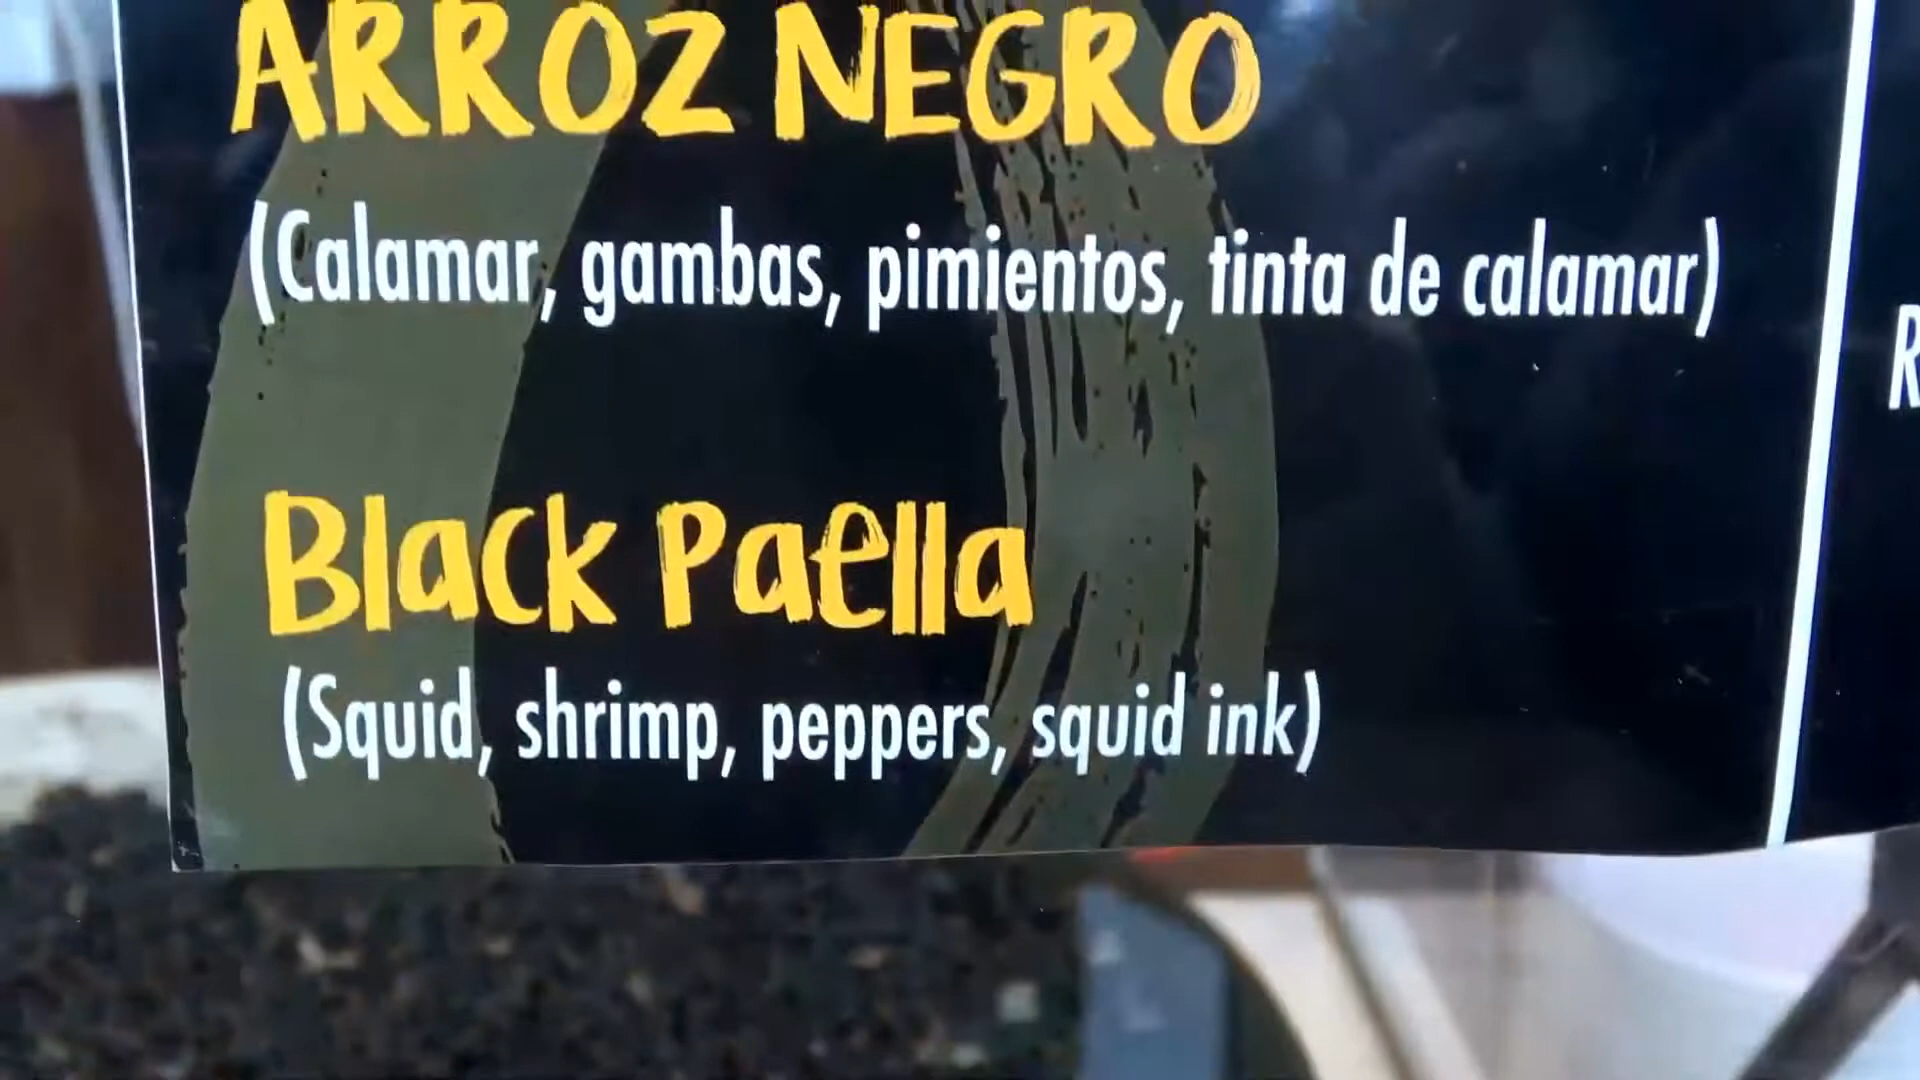 ARROZ NEGRO
(Calamar, gambas, pimientos, tinta de calamar)
Black Paella
(Squid, shrimp, peppers, squid ink)